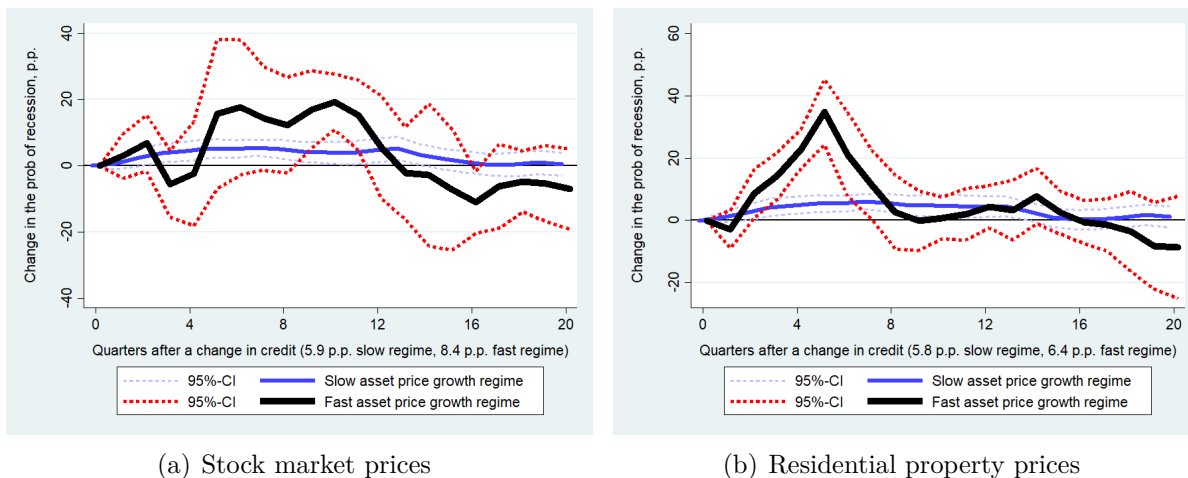 Change in the prob of recession, p.p.
40
20
0
-20
-40
0 4 8 12 16 20
Quarters after a change in credit (5.9 p.p. slow regime, 8.4 p.p. fast regime)
95%-CI Slow asset price growth regime
95%-CI Fast asset price growth regime
(a) Stock market prices
Change in the prob of recession, p.p.
60
40
20
0
-20
0 4 8 12 16 20
Quarters after a change in credit (5.8 p.p. slow regime, 6.4 p.p. fast regime)
95%-CI Slow asset price growth regime
95%-CI Fast asset price growth regime
(b) Residential property prices